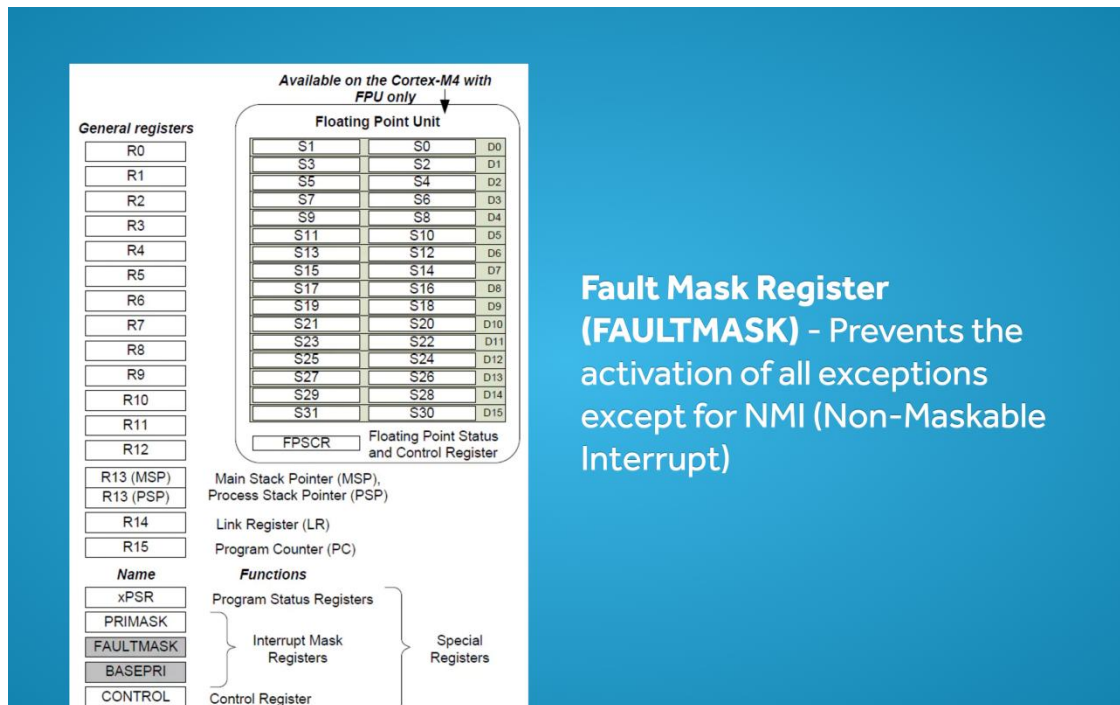 Available on the Cortex-M4 with
FPU only
General registers
Floating Point Unit
R0
R1
R2
R3
R4
R5
R6
R7
R8
R9
R10
R11
R12
R13 (MSP)
R13 (PSP)
R14
R15
S1 S0 D0
S3 S2 D1
S5 S4 D2
S7 S6 D3
S9 S8 D4
S11 S10 D5
S13 S12 D6
S15 S14 D7
S17 S16 D8
S19 S18 D9
S21 S20 D10
S23 S22 D11
S25 S24 D12
S27 S26 D13
S29 S28 D14
S31 S30 D15
FPSCR
Floating Point Status
and Control Register
Main Stack Pointer (MSP),
Process Stack Pointer (PSP)
Link Register (LR)
Program Counter (PC)
Name Functions
xPSR Program Status Registers
PRIMASK
FAULTMASK
BASEPRI
Interrupt Mask
Registers
Special
Registers
CONTROL Control Register
Fault Mask Register
(FAULTMASK) - Prevents the
activation of all exceptions
except for NMI (Non-Maskable
Interrupt)